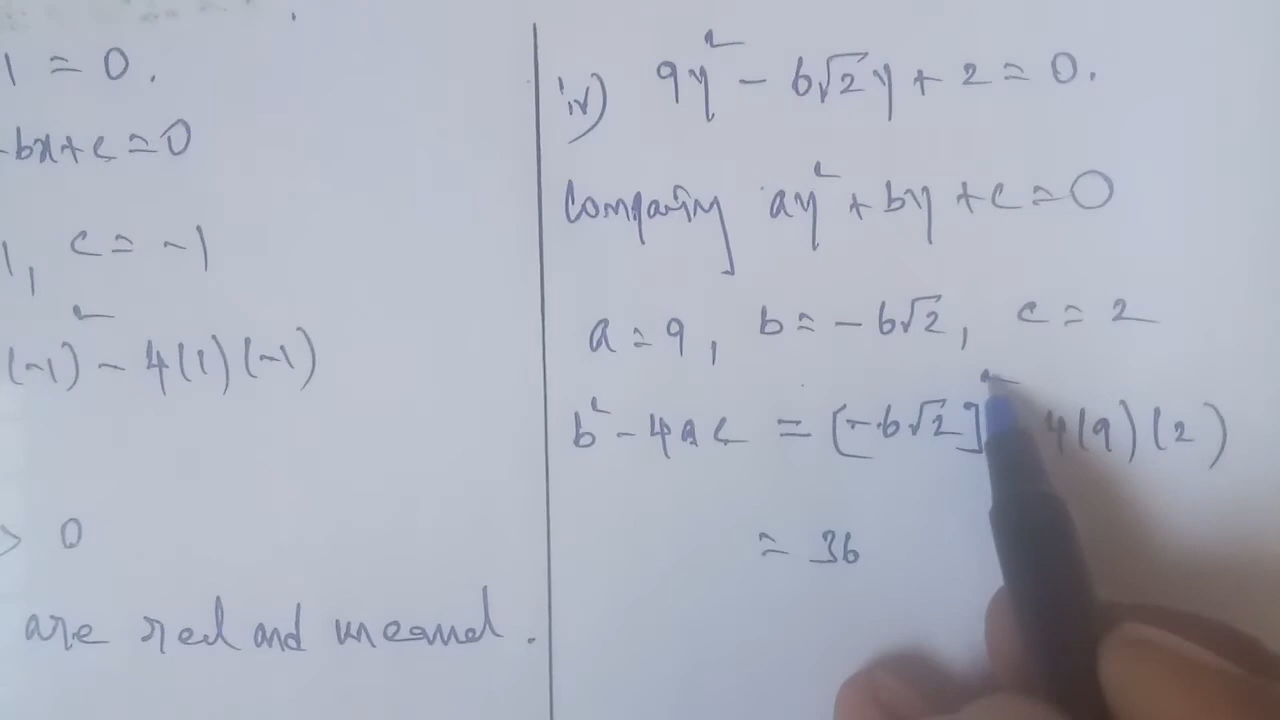 1 = 0.
- bx + c = 0
1, c = -1
(-1)² - 4(1)(-1)
> 0
are real and unequal.
iv) 9y² - 6√2y + 2 = 0.
Comparing ay² + by + c = 0
a = 9, b = -6√2, c = 2
b² - 4ac = [-6√2]² 4(9)(2)
= 36